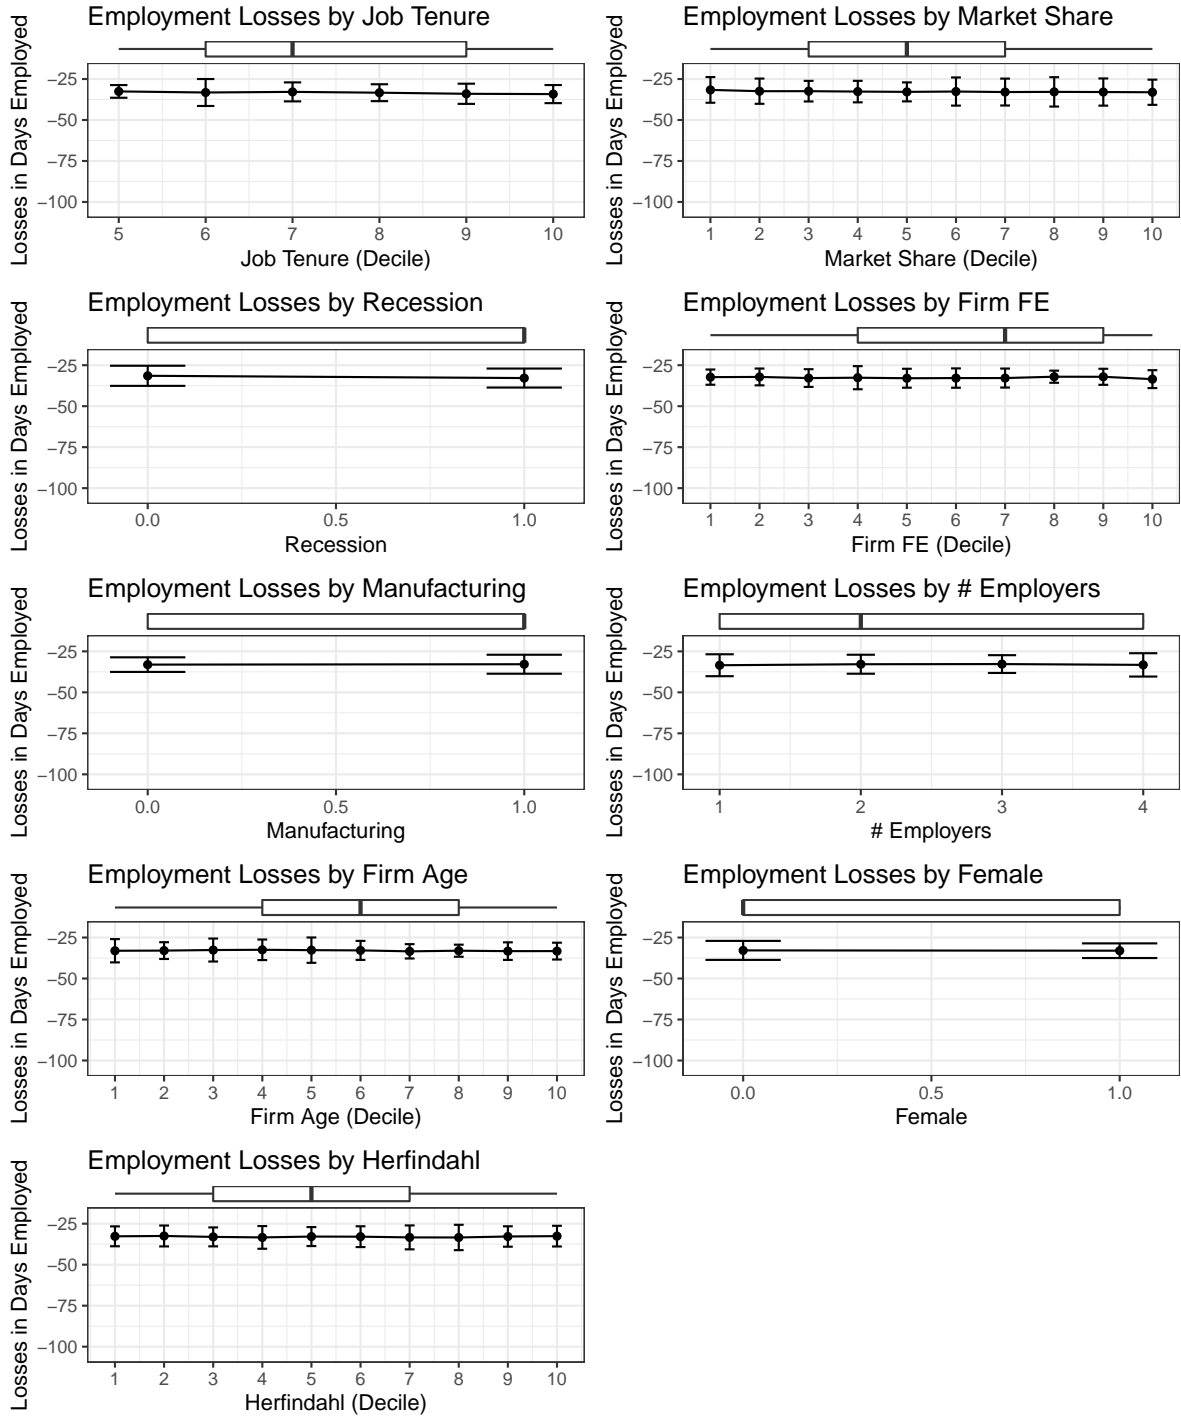 Employment Losses by Job Tenure
Losses in Days Employed
−25
−50
−75
−100
5 6 7 8 9 10
Job Tenure (Decile)
Employment Losses by Market Share
Losses in Days Employed
−25
−50
−75
−100
1 2 3 4 5 6 7 8 9 10
Market Share (Decile)
Employment Losses by Recession
Losses in Days Employed
−25
−50
−75
−100
0.0 0.5 1.0
Recession
Employment Losses by Firm FE
Losses in Days Employed
−25
−50
−75
−100
1 2 3 4 5 6 7 8 9 10
Firm FE (Decile)
Employment Losses by Manufacturing
Losses in Days Employed
−25
−50
−75
−100
0.0 0.5 1.0
Manufacturing
Employment Losses by # Employers
Losses in Days Employed
−25
−50
−75
−100
1 2 3 4
# Employers
Employment Losses by Firm Age
Losses in Days Employed
−25
−50
−75
−100
1 2 3 4 5 6 7 8 9 10
Firm Age (Decile)
Employment Losses by Female
Losses in Days Employed
−25
−50
−75
−100
0.0 0.5 1.0
Female
Employment Losses by Herfindahl
Losses in Days Employed
−25
−50
−75
−100
1 2 3 4 5 6 7 8 9 10
Herfindahl (Decile)